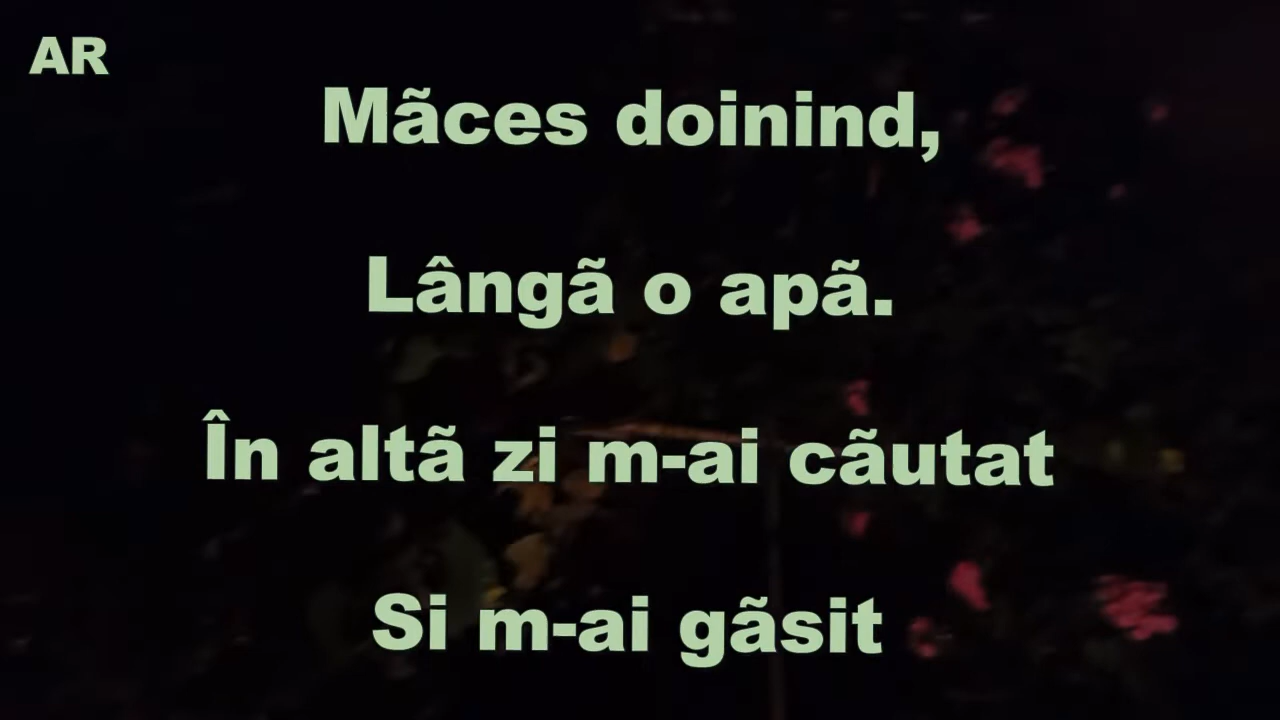 AR
Mãces doinind,
Lângã o apã.
În altã zi m-ai cãutat
Si m-ai gãsit